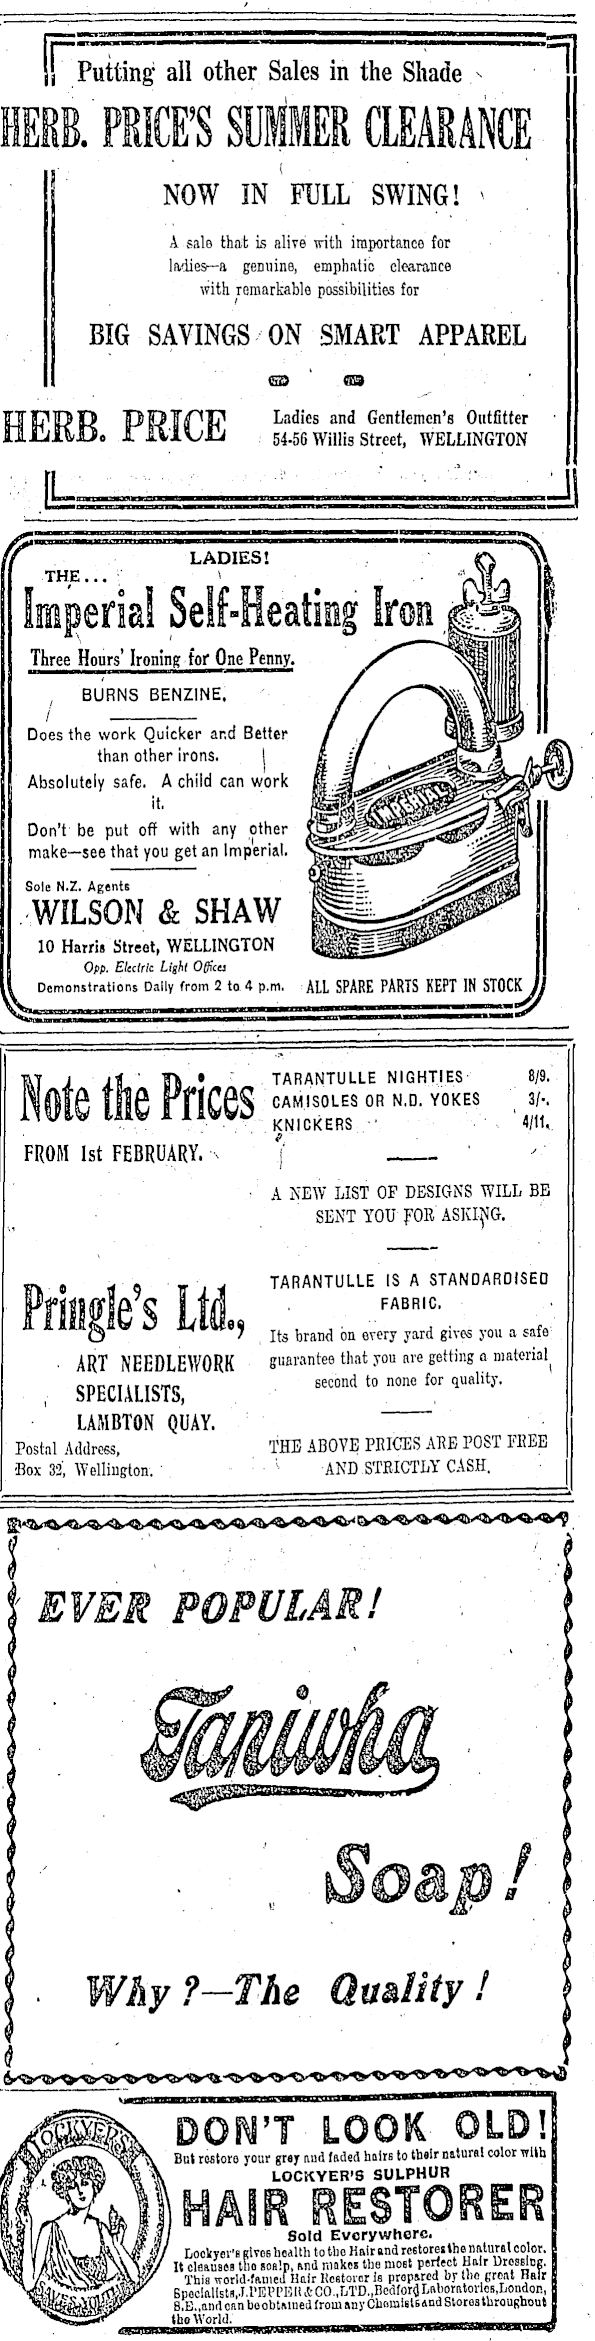 Putting all other Sales in the Shade
HERB. PRICE'S SUMMER CLEARANCE
NOW IN FULL SWING!
A sale that is alive with importance for
ladies—a genuine, emphatic clearance
with remarkable possibilities for
BIG SAVINGS ON SMART APPAREL
HERB. PRICE
Ladies and Gentlemen's Outfitter
54-56 Willis Street, WELLINGTON
LADIES!
THE...
Imperial Self-Heating Iron
Three Hours' Ironing for One Penny.
BURNS BENZINE.
Does the work Quicker and Better
than other irons.
Absolutely safe. A child can work
it.
Don't be put off with any other
make—see that you get an Imperial.
IMPERIAL
Sole N.Z. Agents
WILSON & SHAW
10 Harris Street, WELLINGTON
Opp. Electric Light Offices
Demonstrations Daily from 2 to 4 p.m.
ALL SPARE PARTS KEPT IN STOCK
Note the Prices
FROM 1st FEBRUARY.
TARANTULLE NIGHTIES 8/9.
CAMISOLES OR N.D. YOKES 3/-.
KNICKERS 4/11.
A NEW LIST OF DESIGNS WILL BE
SENT YOU FOR ASKING.
Pringle's Ltd.,
ART NEEDLEWORK
SPECIALISTS,
LAMBTON QUAY.
Postal Address,
Box 32, Wellington.
TARANTULLE IS A STANDARDISED
FABRIC.
Its brand on every yard gives you a safe
guarantee that you are getting a material
second to none for quality.
THE ABOVE PRICES ARE POST FREE
AND STRICTLY CASH.
EVER POPULAR!
Taniwha
Soap!
Why?—The Quality!
LOCKYER'S
DON'T LOOK OLD!
But restore your grey and faded hairs to their natural color with
LOCKYER'S SULPHUR
HAIR RESTORER
Sold Everywhere.
Lockyer's gives health to the Hair and restores the natural color.
It cleanses the scalp, and makes the most perfect Hair Dressing.
This world-famed Hair Restorer is prepared by the great Hair
Specialists, J. PEPPER & CO., LTD., Bedford Laboratories, London,
S.E., and can be obtained from any Chemists and Stores throughout
the World.